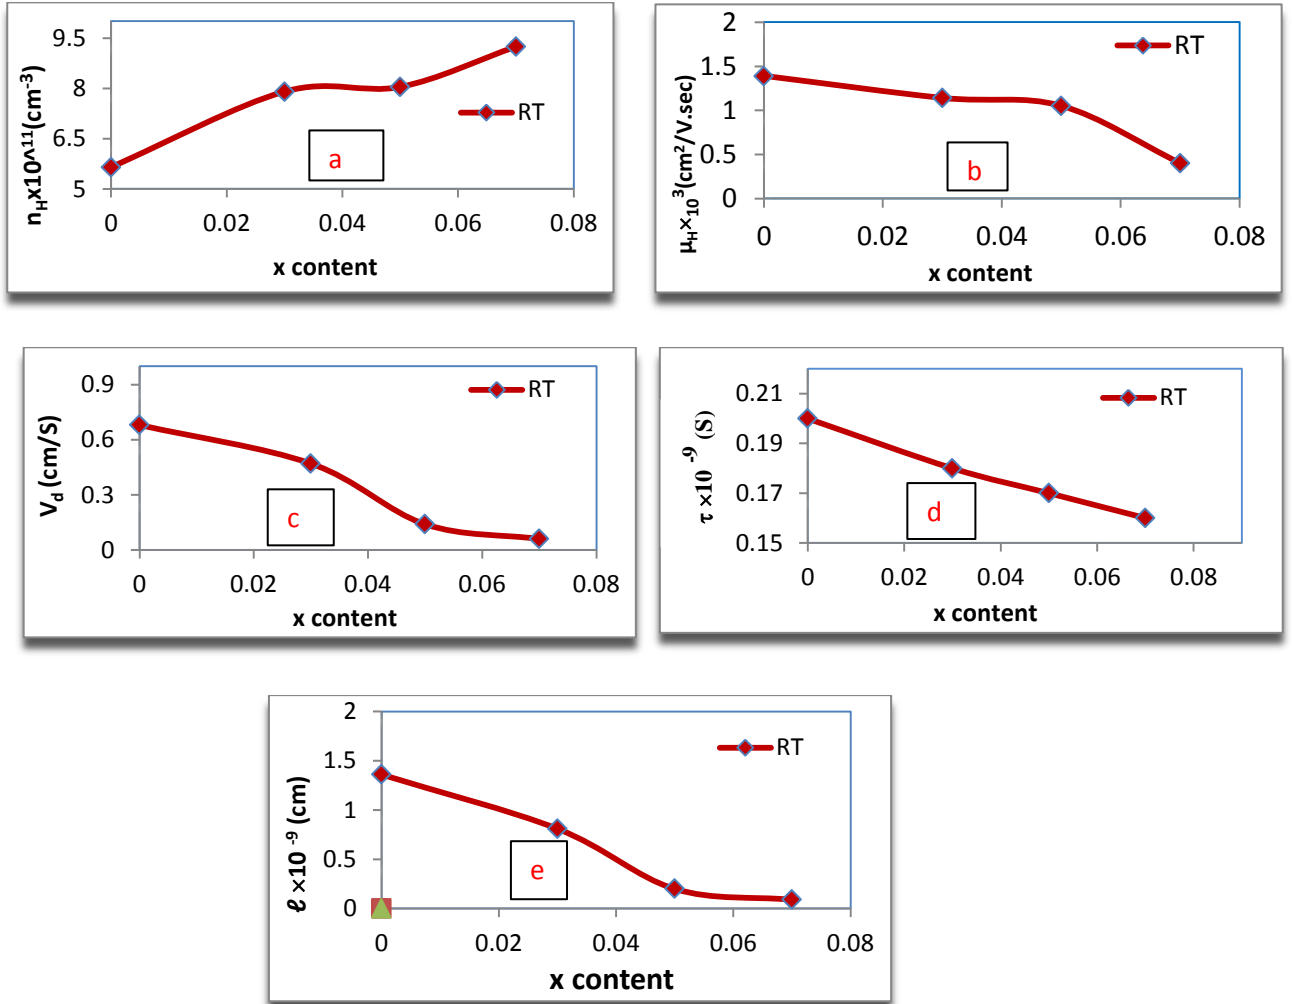 9.5
8
6.5
5
n_H x10^11(cm⁻³)
RT
a
0 0.02 0.04 0.06 0.08
x content
2
1.5
1
0.5
0
μ_H×₁₀³(cm²/V.sec)
RT
b
0 0.02 0.04 0.06 0.08
x content
0.9
0.6
0.3
0
V_d (cm/S)
RT
c
0 0.02 0.04 0.06 0.08
x content
0.21
0.19
0.17
0.15
τ ×10⁻⁹ (S)
RT
d
0 0.02 0.04 0.06 0.08
x content
2
1.5
1
0.5
0
ℓ ×10⁻⁹ (cm)
RT
e
0 0.02 0.04 0.06 0.08
x content